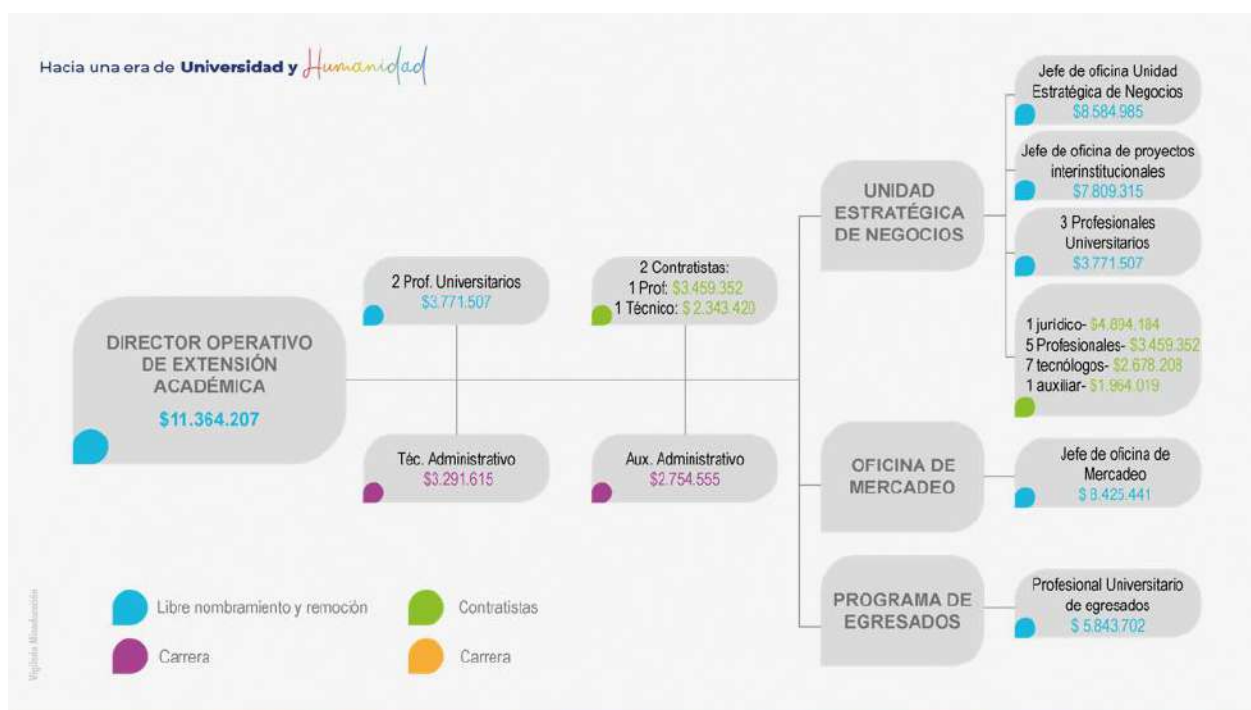 Hacia una era de Universidad y Humanidad
DIRECTOR OPERATIVO
DE EXTENSIÓN
ACADÉMICA
$11.364.207
2 Prof. Universitarios
$3.771.507
2 Contratistas:
1 Prof: $3.459.352
1 Técnico: $ 2.343.420
Téc. Administrativo
$3.291.615
Aux. Administrativo
$2.754.555
UNIDAD
ESTRATÉGICA
DE NEGOCIOS
Jefe de oficina Unidad
Estratégica de Negocios
$8.584.985
Jefe de oficina de proyectos
interinstitucionales
$7.809.315
3 Profesionales
Universitarios
$3.771.507
1 jurídico- $4.894.184
5 Profesionales- $3.459.352
7 tecnólogos- $2.678.208
1 auxiliar- $1.964.019
OFICINA DE
MERCADEO
Jefe de oficina de
Mercadeo
$ 8.425.441
PROGRAMA DE
EGRESADOS
Profesional Universitario
de egresados
$ 5.843.702
Libre nombramiento y remoción
Contratistas
Carrera
Carrera
Vigilada Mineducación